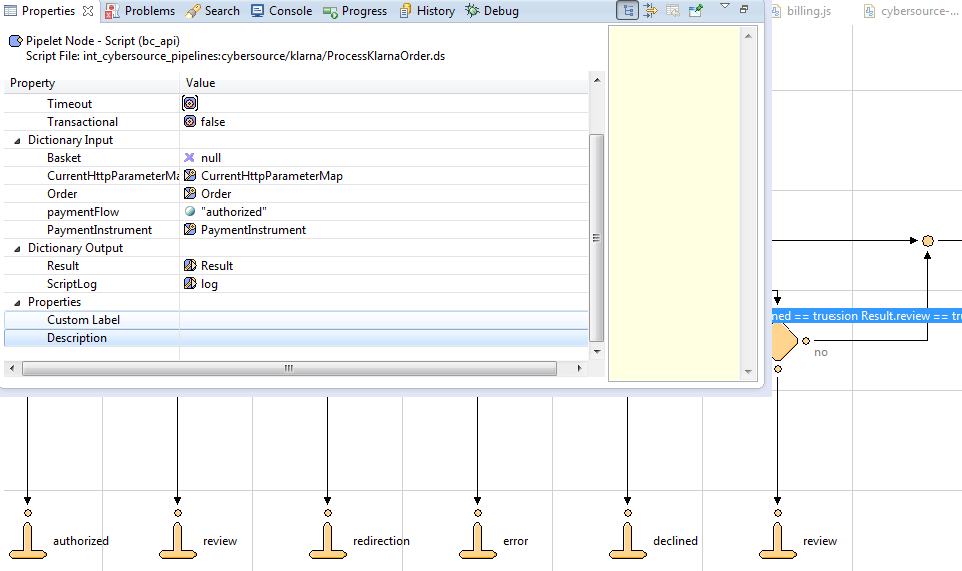 Properties Problems Search Console Progress History Debug billing.js cybersource-...
Pipelet Node - Script (bc_api)
Script File: int_cybersource_pipelines:cybersource/klarna/ProcessKlarnaOrder.ds
Property Value
Timeout
Transactional false
Dictionary Input
Basket null
CurrentHttpParameterMa CurrentHttpParameterMap
Order Order
paymentFlow "authorized"
PaymentInstrument PaymentInstrument
Dictionary Output
Result Result
ScriptLog log
Properties
Custom Label
Description
ned == truession Result.review == tru
no
authorized review redirection error declined review